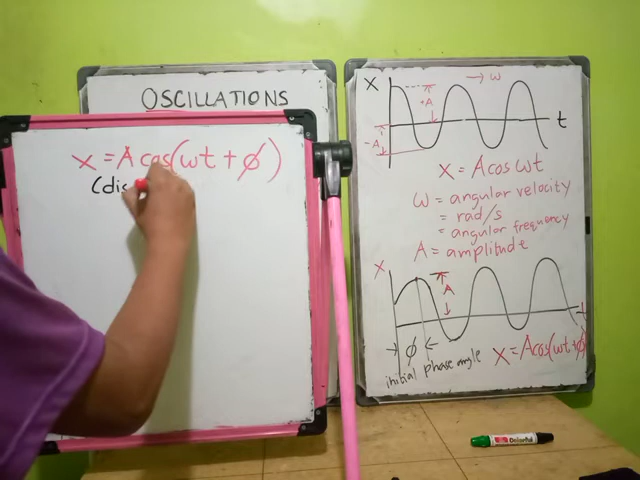 OSCILLATIONS
x = A cos(ωt + ϕ)
(dis
x
→ ω
+A
-A
t
x = A cos ωt
ω = angular velocity
= rad/s
= angular frequency
A = amplitude
x
A
t
ϕ
initial phase angle
x = A cos(ωt + ϕ)
Colorful